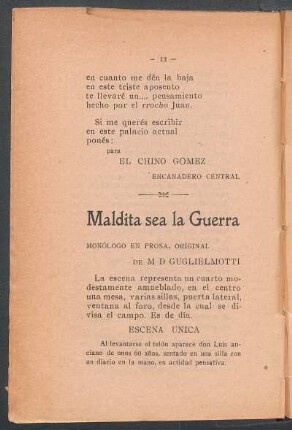 — 13 —
en cuanto me dén la baja
en este triste aposento
te llevaré un... pensamiento
hecho por el rrocho Juan.
Si me querés escribir
en este palacio actual
ponés:
para
EL CHINO GOMEZ
ENCANADERO CENTRAL
Maldita sea la Guerra
MONÓLOGO EN PROSA, ORIGINAL
DE M D GUGLIELMOTTI
La escena representa un cuarto mo-
destamente amueblado, en el centro
una mesa, varias sillas, puerta lateral,
ventana al foro, desde la cual se di-
visa el campo. Es de dia.
ESCENA UNICA
Al levantarse el telón aparece don Luis an-
ciano de unos 60 años, sentado en una silla con
un diario en la mano, en actidad pensativa.